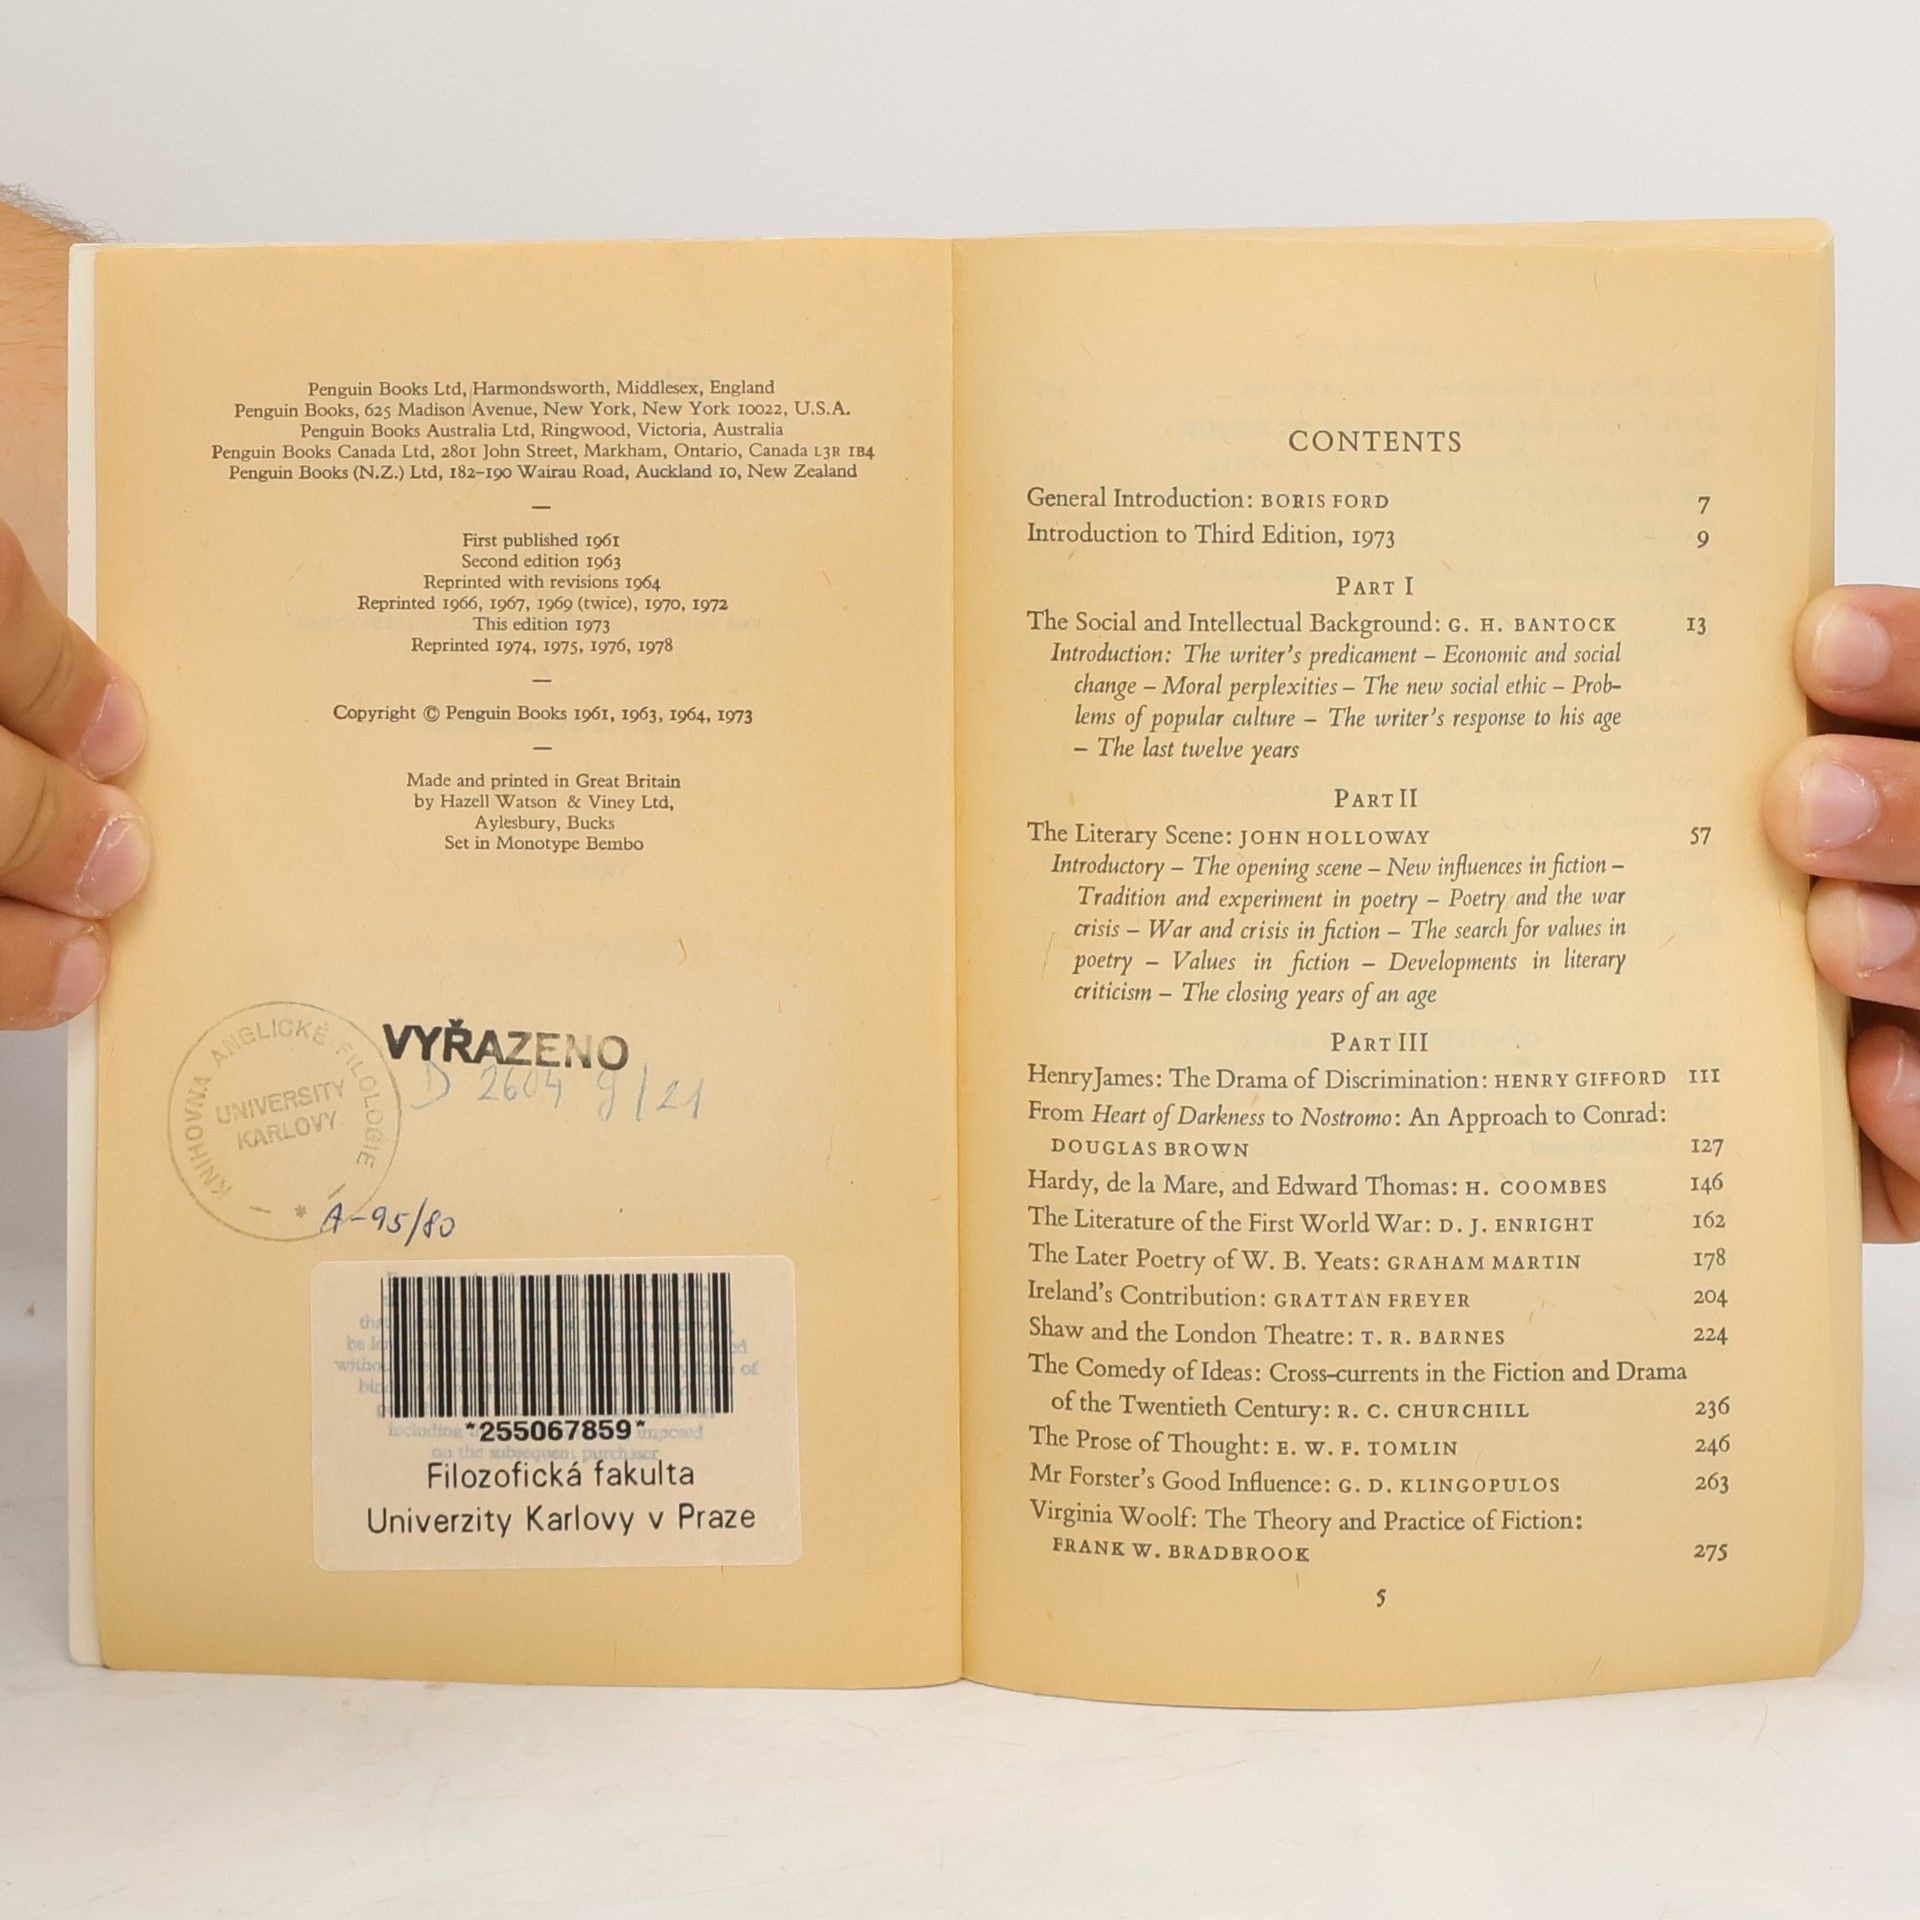 Penguin Books Ltd, Harmondsworth, Middlesex, England
Penguin Books, 625 Madison Avenue, New York, New York 10022, U.S.A.
Penguin Books Australia Ltd, Ringwood, Victoria, Australia
Penguin Books Canada Ltd, 2801 John Street, Markham, Ontario, Canada L3R 1B4
Penguin Books (N.Z.) Ltd, 182–190 Wairau Road, Auckland 10, New Zealand
—
First published 1961
Second edition 1963
Reprinted with revisions 1964
Reprinted 1966, 1967, 1969 (twice), 1970, 1972
This edition 1973
Reprinted 1974, 1975, 1976, 1978
—
Copyright © Penguin Books 1961, 1963, 1964, 1973
—
Made and printed in Great Britain
by Hazell Watson & Viney Ltd,
Aylesbury, Bucks
Set in Monotype Bembo
VYŘAZENO
D 2604 9/21
KNIHOVNA ANGLICKÉ FILOLOGIE
UNIVERSITY
KARLOVY
A-95/80
*255067859*
including imposed
on the subsequent purchaser
Filozofická fakulta
Univerzity Karlovy v Praze
CONTENTS
General Introduction: BORIS FORD 7
Introduction to Third Edition, 1973 9
PART I
The Social and Intellectual Background: G. H. BANTOCK 13
Introduction: The writer's predicament – Economic and social
change – Moral perplexities – The new social ethic – Prob-
lems of popular culture – The writer's response to his age
– The last twelve years
PART II
The Literary Scene: JOHN HOLLOWAY 57
Introductory – The opening scene – New influences in fiction –
Tradition and experiment in poetry – Poetry and the war
crisis – War and crisis in fiction – The search for values in
poetry – Values in fiction – Developments in literary
criticism – The closing years of an age
PART III
Henry James: The Drama of Discrimination: HENRY GIFFORD 111
From Heart of Darkness to Nostromo: An Approach to Conrad:
DOUGLAS BROWN 127
Hardy, de la Mare, and Edward Thomas: H. COOMBES 146
The Literature of the First World War: D. J. ENRIGHT 162
The Later Poetry of W. B. Yeats: GRAHAM MARTIN 178
Ireland's Contribution: GRATTAN FREYER 204
Shaw and the London Theatre: T. R. BARNES 224
The Comedy of Ideas: Cross-currents in the Fiction and Drama
of the Twentieth Century: R. C. CHURCHILL 236
The Prose of Thought: E. W. F. TOMLIN 246
Mr Forster's Good Influence: G. D. KLINGOPULOS 263
Virginia Woolf: The Theory and Practice of Fiction:
FRANK W. BRADBROOK 275
5